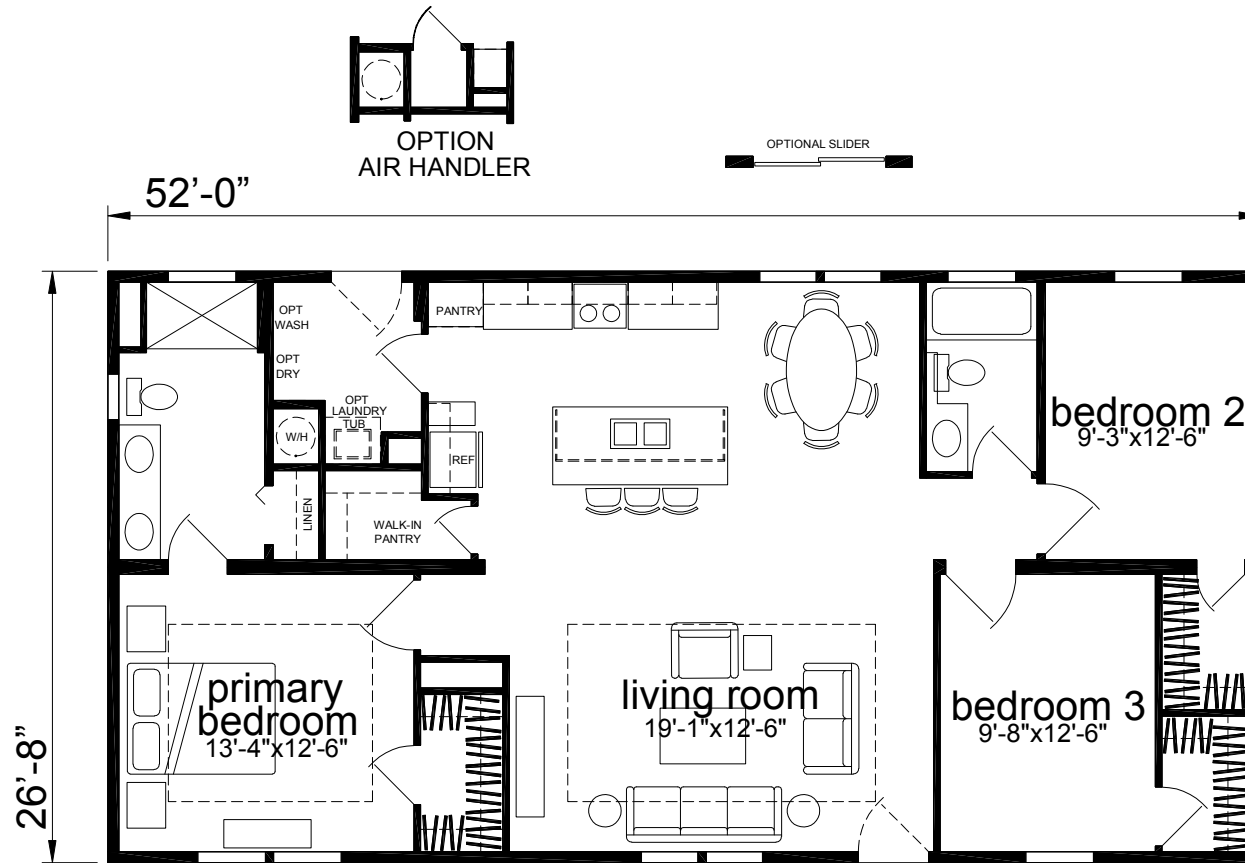 OPTION
AIR HANDLER
OPTIONAL SLIDER
52’-0”
26’-8”
OPT
WASH
OPT
DRY
OPT
LAUNDRY
TUB
W/H
PANTRY
REF
LINEN
WALK-IN
PANTRY
bedroom 2
9'-3"x12'-6"
primary
bedroom
13'-4"x12'-6"
living room
19'-1"x12'-6"
bedroom 3
9'-8"x12'-6"